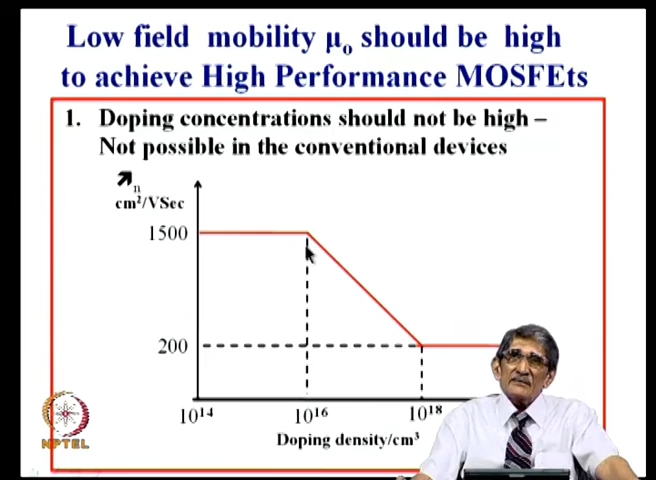 Low field mobility μ₀ should be high
to achieve High Performance MOSFEts
1. Doping concentrations should not be high –
Not possible in the conventional devices
n
cm²/VSec
1500
200
10¹⁴ 10¹⁶ 10¹⁸
Doping density/cm³
NPTEL